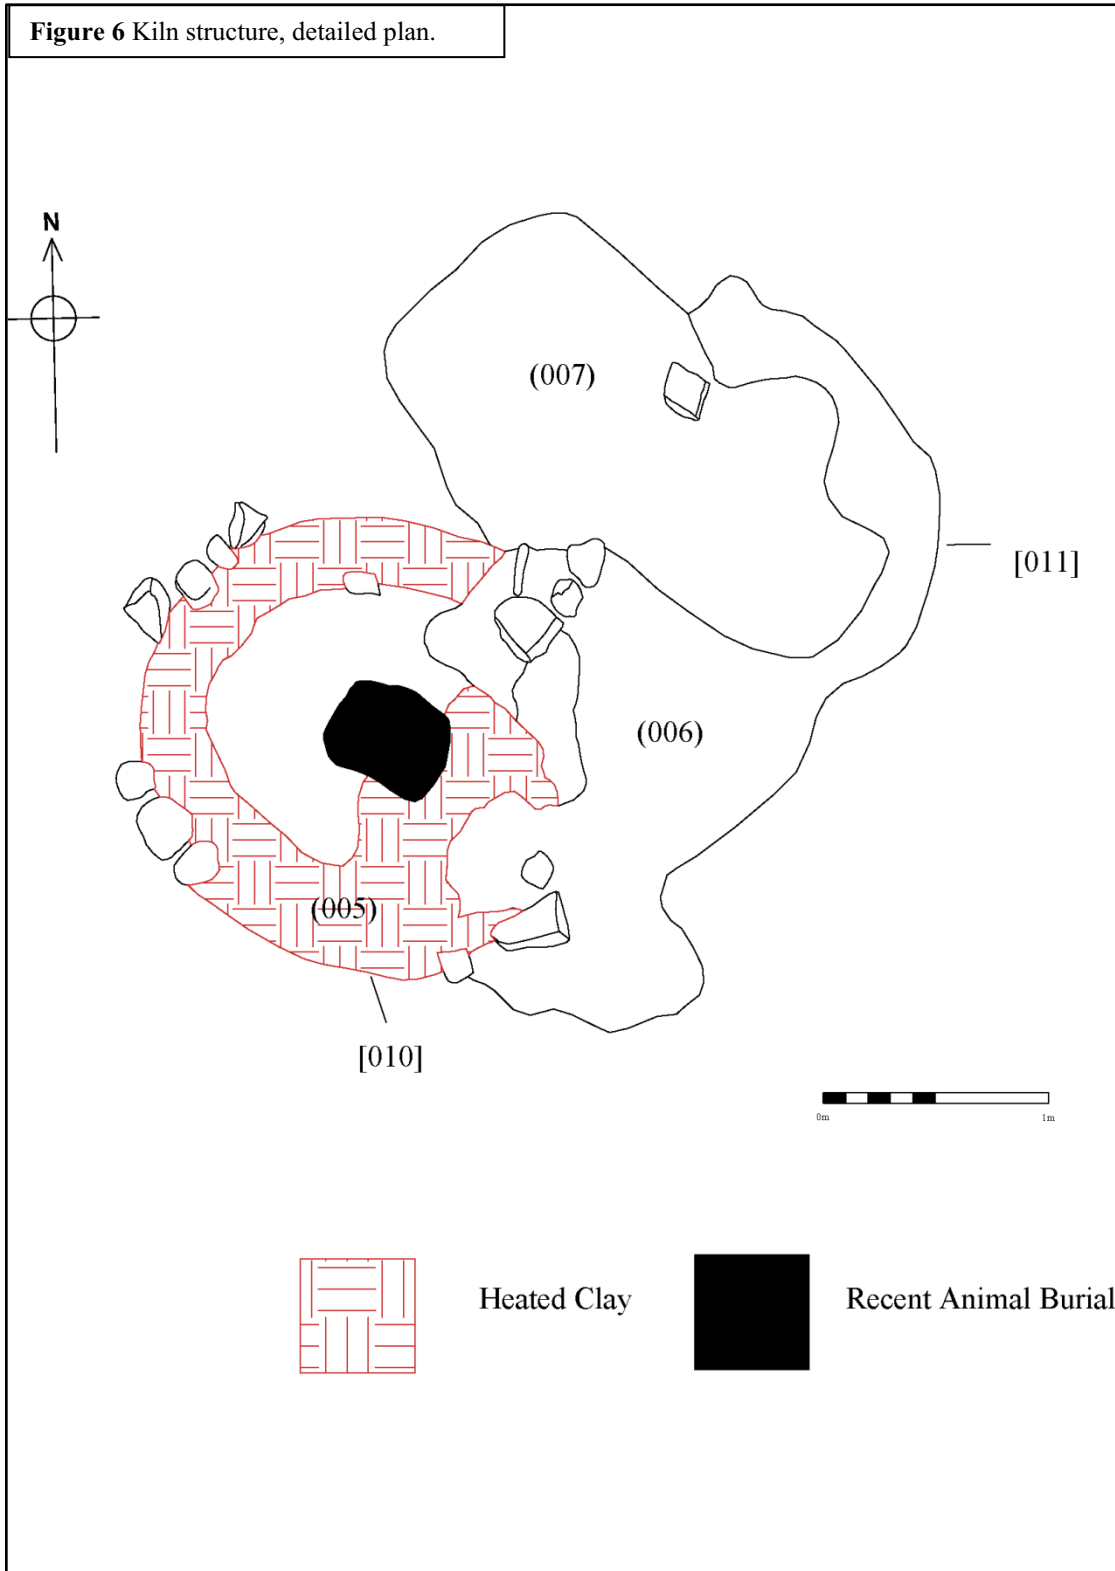 Figure 6 Kiln structure, detailed plan.
N
(007)
[011]
(006)
(005)
[010]
0m 1m
Heated Clay
Recent Animal Burial